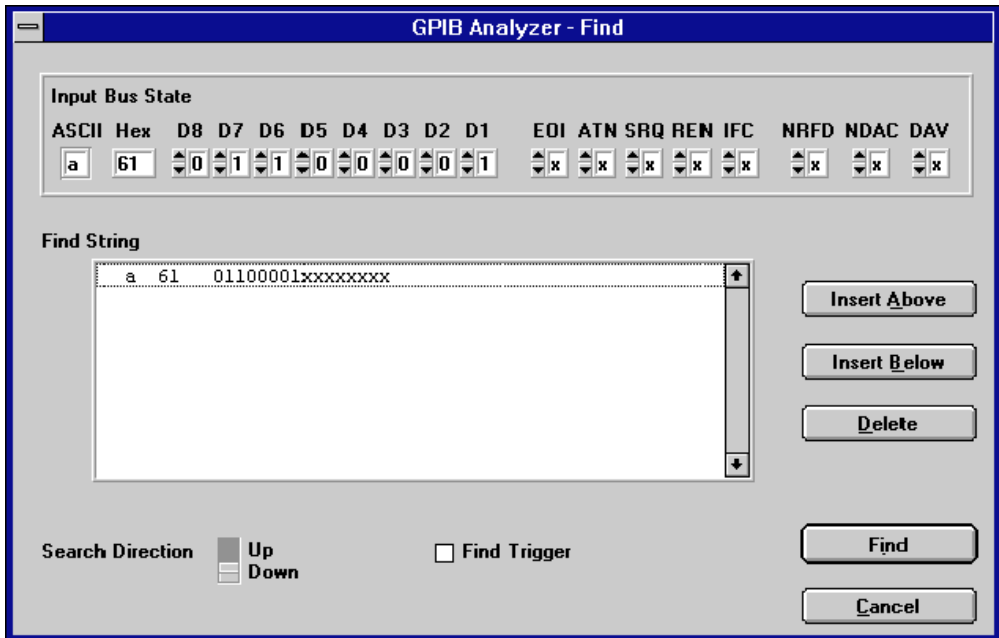 GPIB Analyzer - Find
Input Bus State
ASCII Hex D8 D7 D6 D5 D4 D3 D2 D1 EOI ATN SRQ REN IFC NRFD NDAC DAV
a 61 0 1 1 0 0 0 0 1 x x x x x x x x
Find String
a 61 01100001xxxxxxxx
Insert Above
Insert Below
Delete
Search Direction
Up
Down
Find Trigger
Find
Cancel